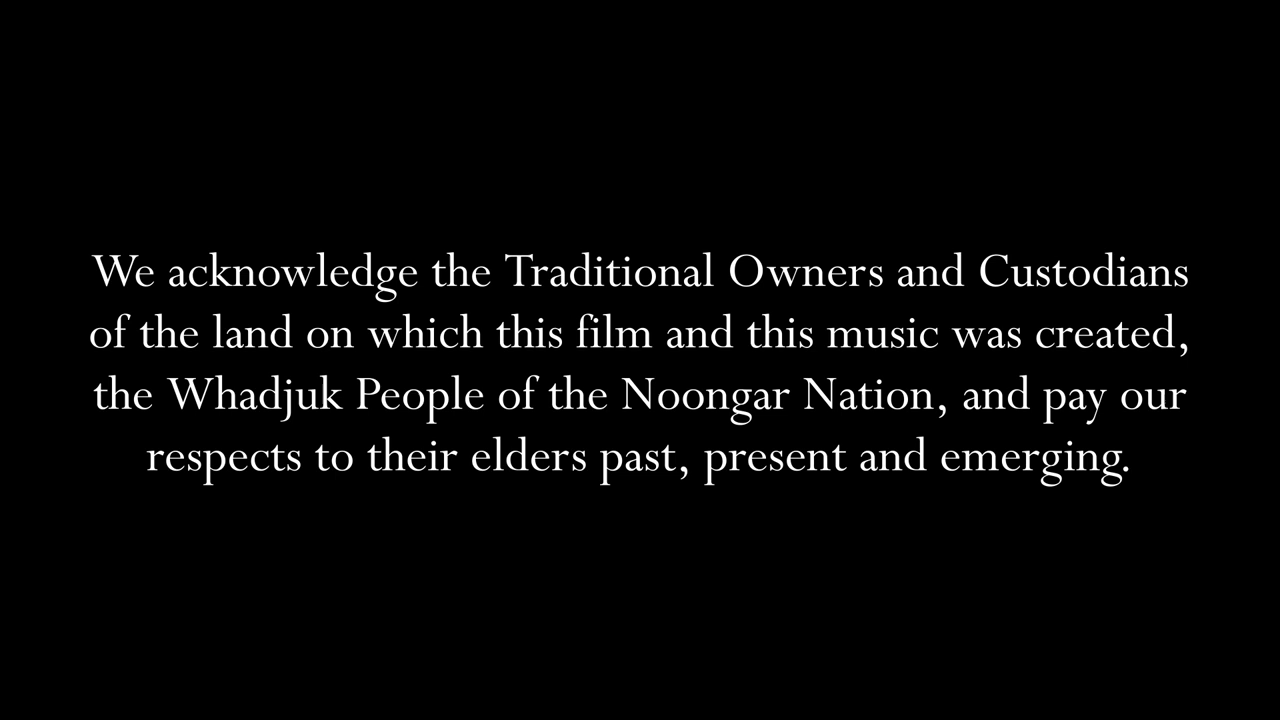 We acknowledge the Traditional Owners and Custodians
of the land on which this film and this music was created,
the Whadjuk People of the Noongar Nation, and pay our
respects to their elders past, present and emerging.